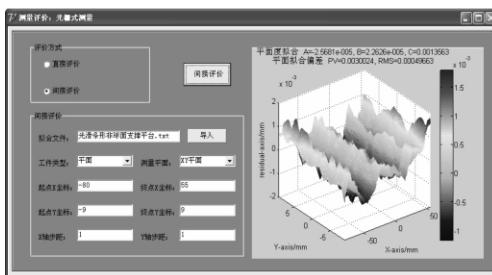 测量评价：光栅式测量
评价方式
直接评价
间接评价
间接评价
间接评价
拟合文件： 光滑条形非球面支撑平台.txt 导入
工件类型： 平面 测量平面： XY平面
起点X坐标： -80 终点X坐标： 55
起点Y坐标： -9 终点Y坐标： 9
X轴步距： 1 Y轴步距： 1
平面度拟合 A=-2.5681e-005, B=2.2626e-005, C=0.0013563
平面拟合偏差 PV=0.0030024, RMS=0.00049663
x 10⁻³
x 10⁻³
residual-axis/mm
2
1
0
-1
-2
5
0
-5
Y-axis/mm
-50
0
50
X-axis/mm
1
0.5
0
-0.5
-1